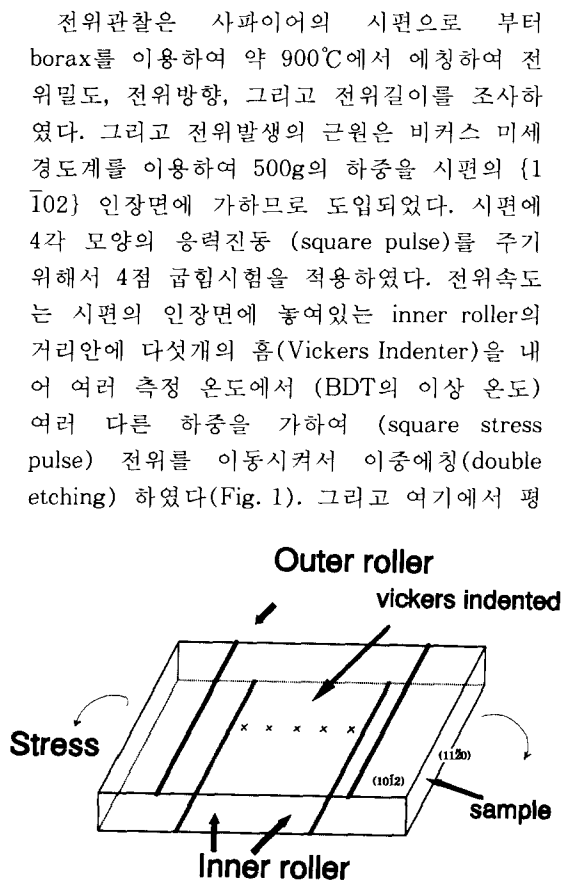 전위관찰은 사파이어의 시편으로 부터
borax를 이용하여 약 900℃에서 에칭하여 전
위밀도, 전위방향, 그리고 전위길이를 조사하
였다. 그리고 전위발생의 근원은 비커스 미세
경도계를 이용하여 500g의 하중을 시편의 {1
1̅02} 인장면에 가하므로 도입되었다. 시편에
4각 모양의 응력진동 (square pulse)를 주기
위해서 4점 굽힘시험을 적용하였다. 전위속도
는 시편의 인장면에 놓여있는 inner roller의
거리안에 다섯개의 홈(Vickers Indenter)을 내
어 여러 측정 온도에서 (BDT의 이상 온도)
여러 다른 하중을 가하여 (square stress
pulse) 전위를 이동시켜서 이중에칭(double
etching) 하였다(Fig. 1). 그리고 여기에서 평
Outer roller
vickers indented
Stress
(101̅2)
(112̅0)
sample
Inner roller